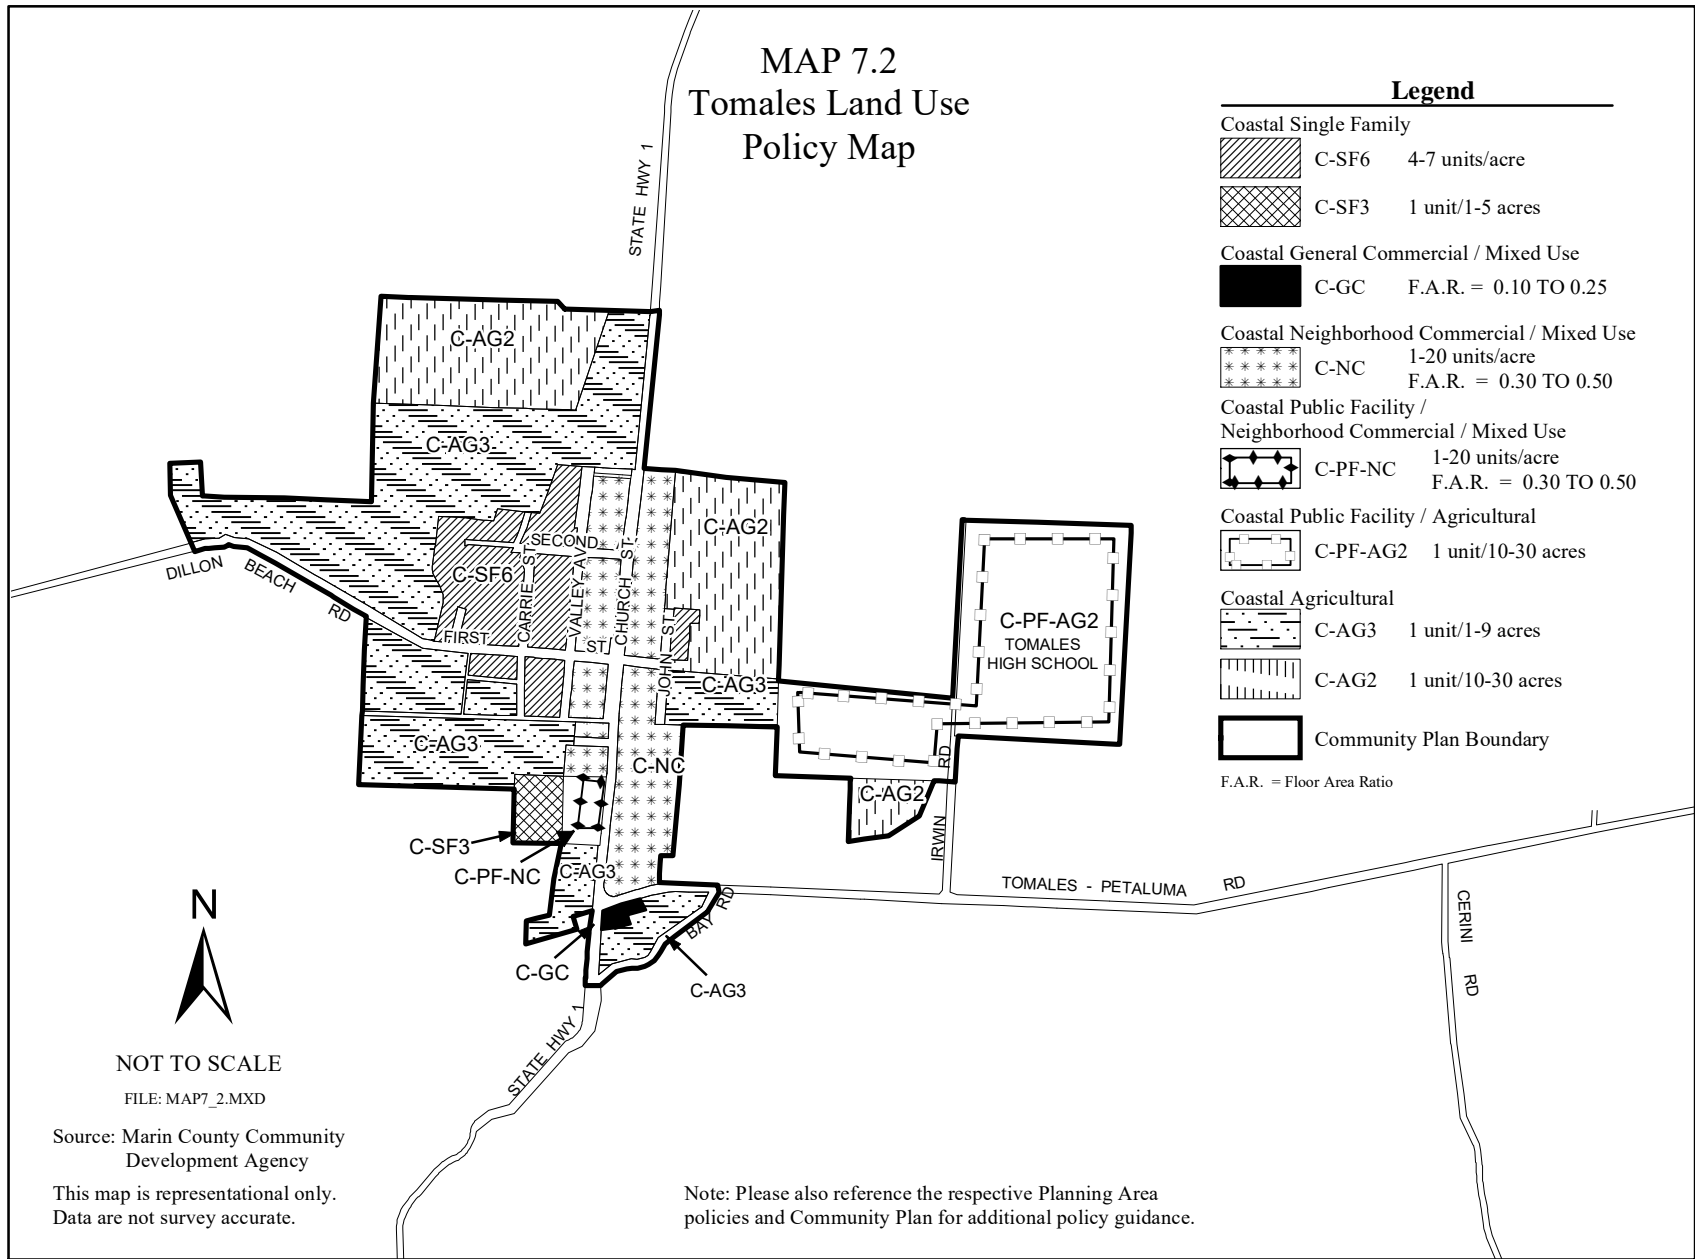 MAP 7.2
Tomales Land Use
Policy Map
Legend
Coastal Single Family
C-SF6 4-7 units/acre
C-SF3 1 unit/1-5 acres
Coastal General Commercial / Mixed Use
C-GC F.A.R. = 0.10 TO 0.25
Coastal Neighborhood Commercial / Mixed Use
C-NC 1-20 units/acre
F.A.R. = 0.30 TO 0.50
Coastal Public Facility /
Neighborhood Commercial / Mixed Use
C-PF-NC 1-20 units/acre
F.A.R. = 0.30 TO 0.50
Coastal Public Facility / Agricultural
C-PF-AG2 1 unit/10-30 acres
Coastal Agricultural
C-AG3 1 unit/1-9 acres
C-AG2 1 unit/10-30 acres
Community Plan Boundary
F.A.R. = Floor Area Ratio
STATE HWY 1
C-AG2
C-AG3
C-AG2
SECOND ST
C-SF6
CARRIE ST
VALLEY AV
CHURCH ST
JOHN ST
FIRST ST
DILLON BEACH RD
C-PF-AG2
TOMALES
HIGH SCHOOL
C-AG3
C-AG3
C-NC
C-AG2
IRWIN RD
C-SF3
C-PF-NC
C-AG3
TOMALES - PETALUMA RD
CERINI RD
BAY RD
C-GC
C-AG3
STATE HWY 1
N
NOT TO SCALE
FILE: MAP7_2.MXD
Source: Marin County Community
Development Agency
This map is representational only.
Data are not survey accurate.
Note: Please also reference the respective Planning Area
policies and Community Plan for additional policy guidance.